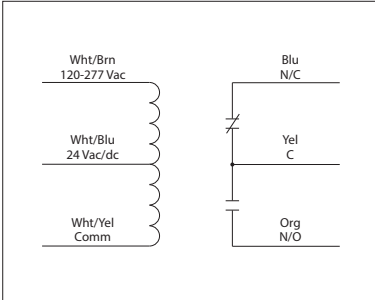 Wht/Brn
120-277 Vac
Wht/Blu
24 Vac/dc
Wht/Yel
Comm
Blu
N/C
Yel
C
Org
N/O